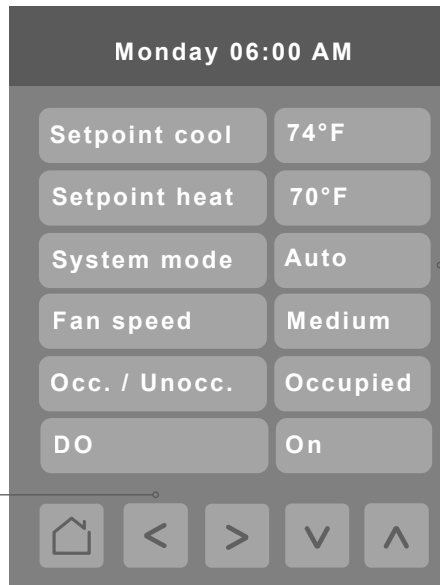 Monday 06:00 AM
Setpoint cool 74°F
Setpoint heat 70°F
System mode Auto
Fan speed Medium
Occ. / Unocc. Occupied
DO On
< > v ^